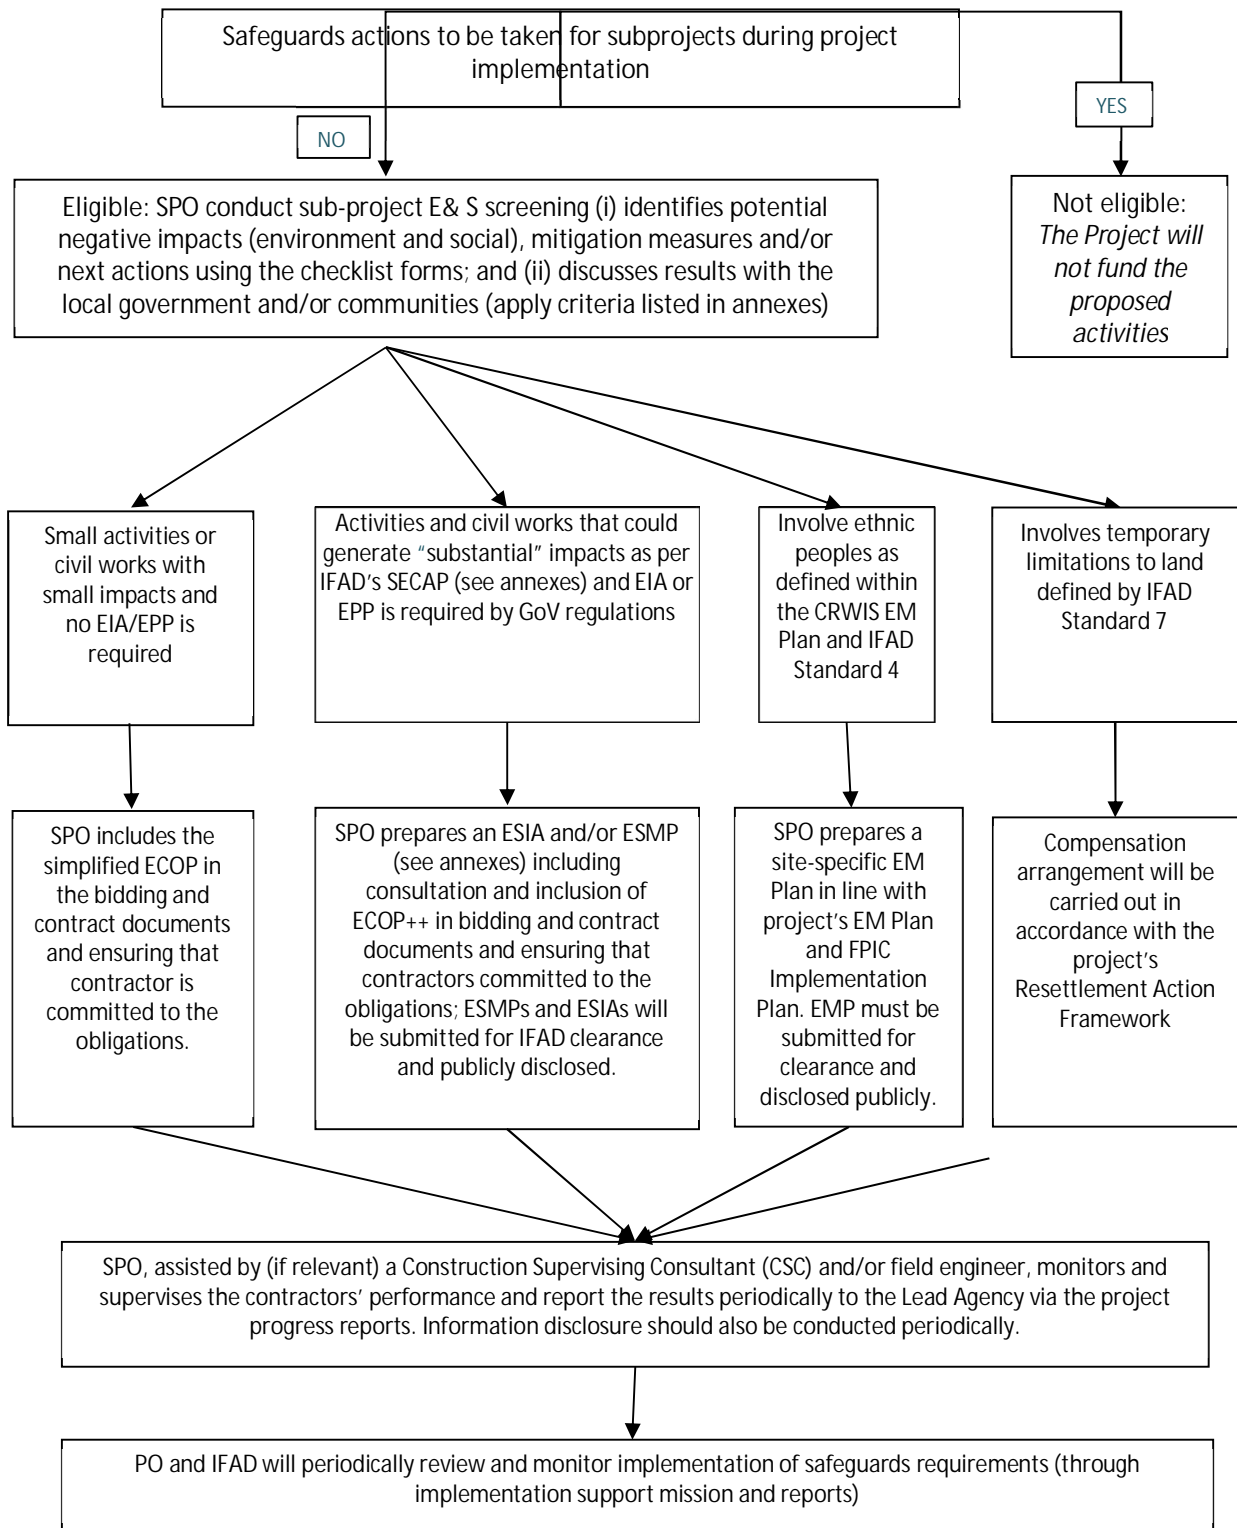 Safeguards actions to be taken for subprojects during project
implementation
NO
YES
Eligible: SPO conduct sub-project E& S screening (i) identifies potential
negative impacts (environment and social), mitigation measures and/or
next actions using the checklist forms; and (ii) discusses results with the
local government and/or communities (apply criteria listed in annexes)
Not eligible:
The Project will
not fund the
proposed
activities
Small activities or
civil works with
small impacts and
no EIA/EPP is
required
Activities and civil works that could
generate “substantial” impacts as per
IFAD's SECAP (see annexes) and EIA or
EPP is required by GoV regulations
Involve ethnic
peoples as
defined within
the CRWIS EM
Plan and IFAD
Standard 4
Involves temporary
limitations to land
defined by IFAD
Standard 7
SPO includes the
simplified ECOP in
the bidding and
contract documents
and ensuring that
contractor is
committed to the
obligations.
SPO prepares an ESIA and/or ESMP
(see annexes) including
consultation and inclusion of
ECOP++ in bidding and contract
documents and ensuring that
contractors committed to the
obligations; ESMPs and ESIAs will
be submitted for IFAD clearance
and publicly disclosed.
SPO prepares a
site-specific EM
Plan in line with
project's EM Plan
and FPIC
Implementation
Plan. EMP must be
submitted for
clearance and
disclosed publicly.
Compensation
arrangement will be
carried out in
accordance with the
project's
Resettlement Action
Framework
SPO, assisted by (if relevant) a Construction Supervising Consultant (CSC) and/or field engineer, monitors and
supervises the contractors' performance and report the results periodically to the Lead Agency via the project
progress reports. Information disclosure should also be conducted periodically.
PO and IFAD will periodically review and monitor implementation of safeguards requirements (through
implementation support mission and reports)